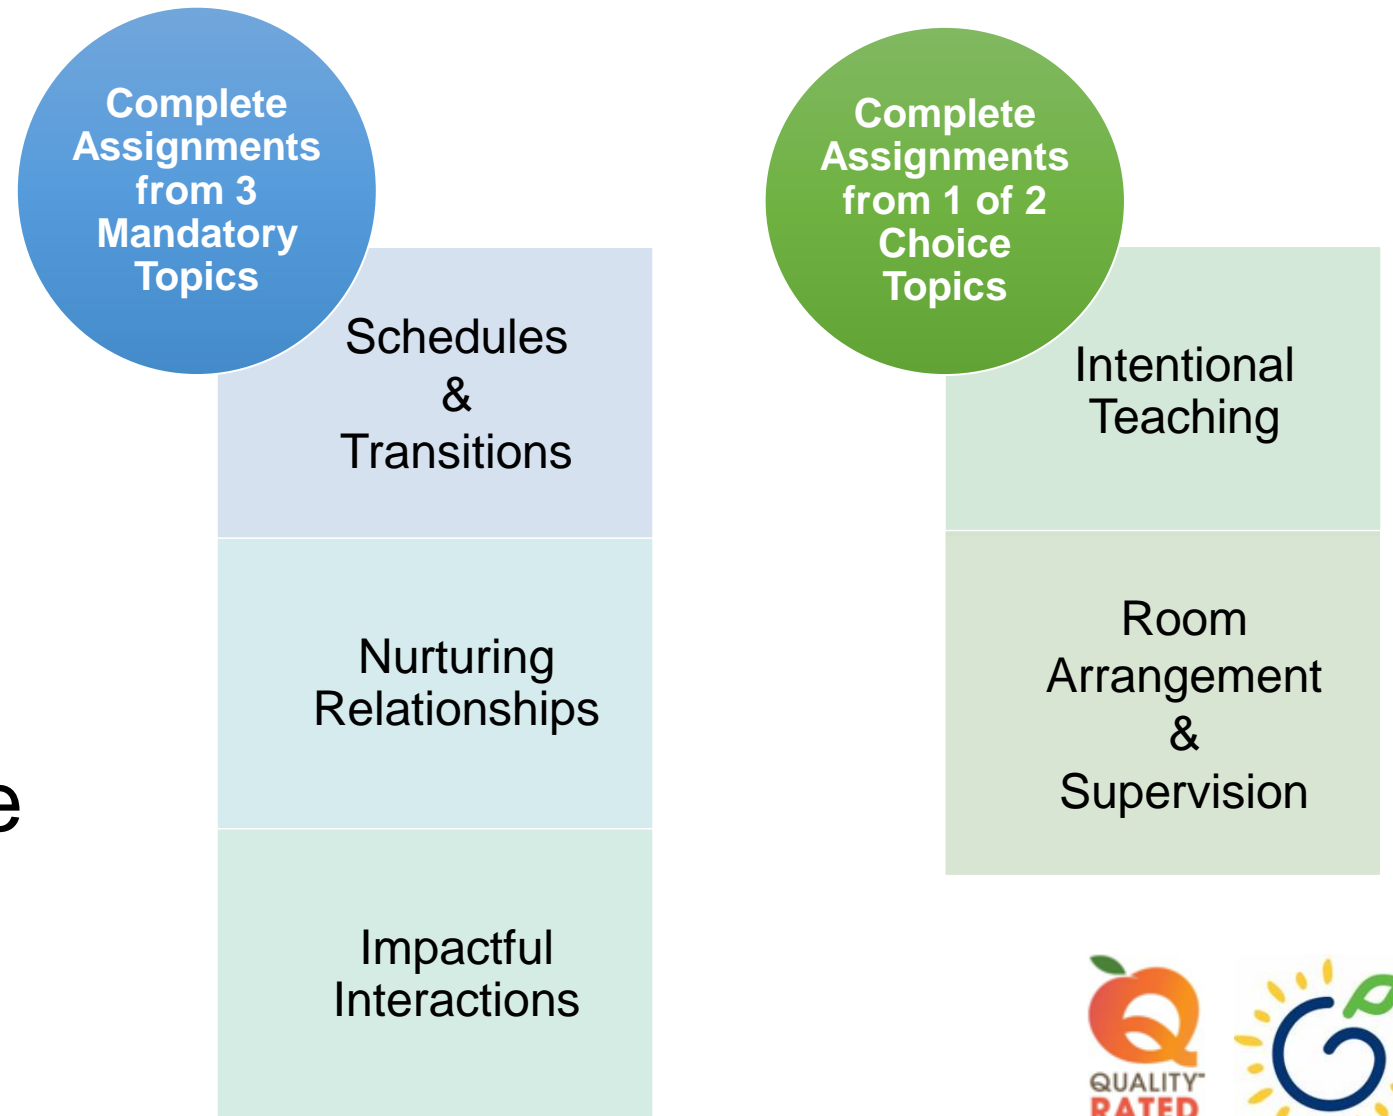 Complete
Assignments
from 3
Mandatory
Topics
Schedules
&
Transitions
Nurturing
Relationships
Impactful
Interactions
Complete
Assignments
from 1 of 2
Choice
Topics
Intentional
Teaching
Room
Arrangement
&
Supervision
e
QUALITY™
RATED